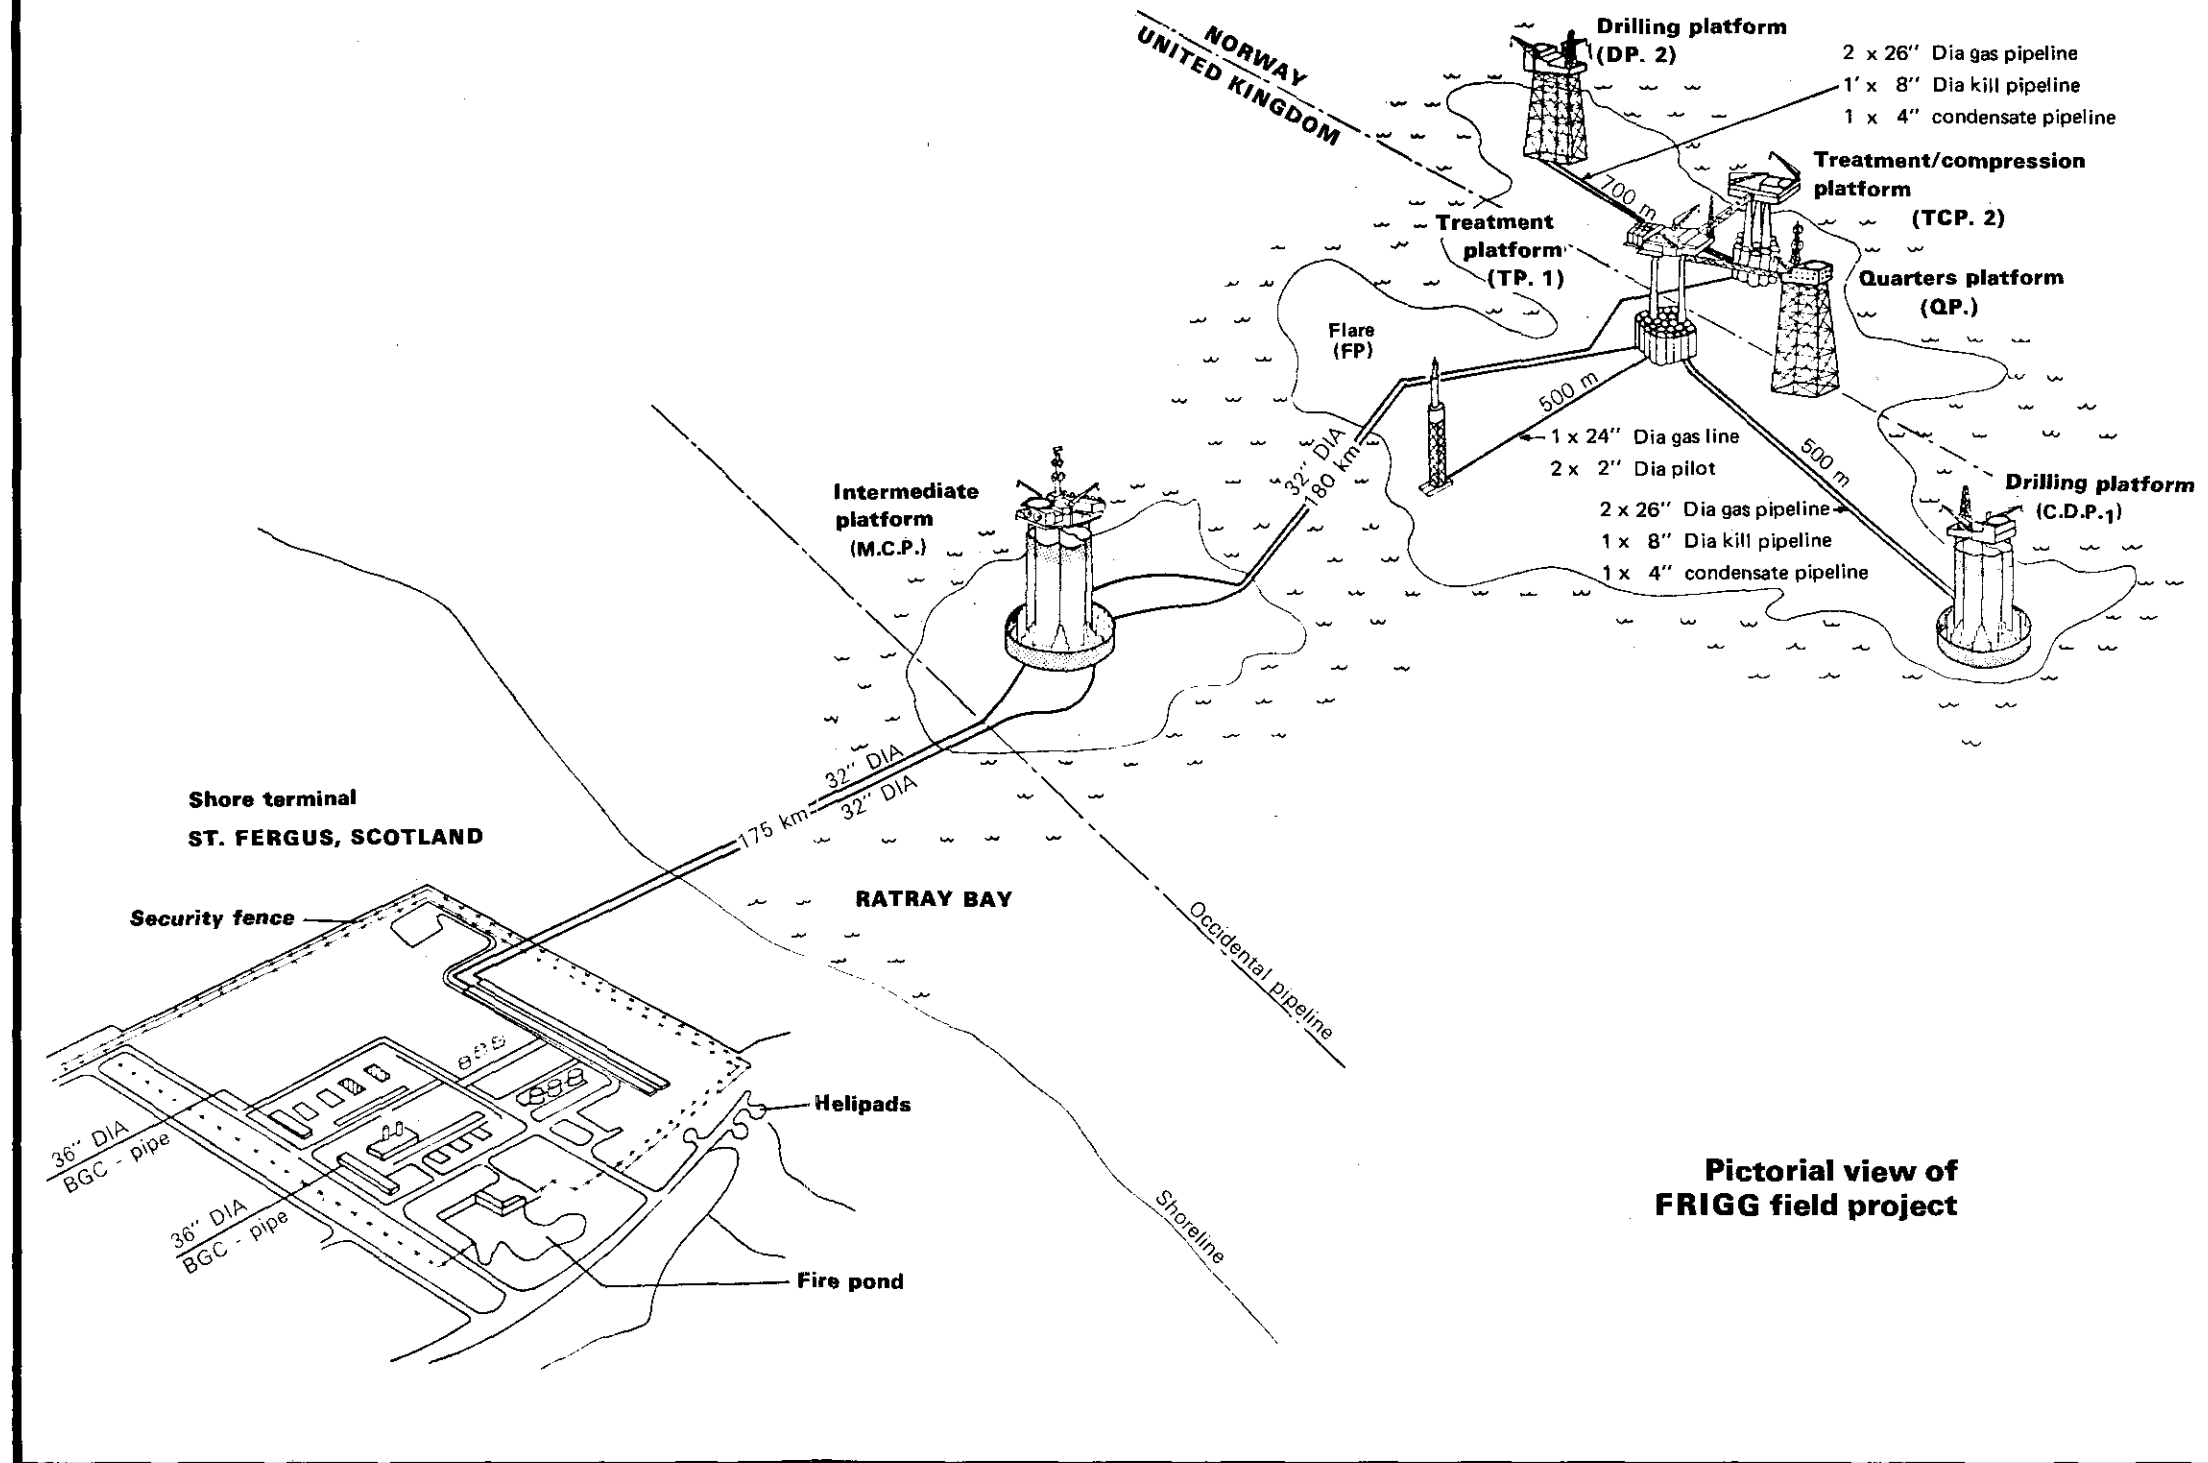 NORWAY
UNITED KINGDOM
Drilling platform
(DP. 2)
2 x 26" Dia gas pipeline
1' x 8" Dia kill pipeline
1 x 4" condensate pipeline
700 m
Treatment/compression
platform
(TCP. 2)
Treatment
platform
(TP. 1)
Quarters platform
(QP.)
Flare
(FP)
500 m
1 x 24" Dia gas line
2 x 2" Dia pilot
32" DIA
180 km
500 m
2 x 26" Dia gas pipeline
1 x 8" Dia kill pipeline
1 x 4" condensate pipeline
Drilling platform
(C.D.P.1)
Intermediate
platform
(M.C.P.)
32" DIA
175 km
32" DIA
Shore terminal
ST. FERGUS, SCOTLAND
Security fence
RATRAY BAY
Occidental pipeline
Helipads
36" DIA
BGC - pipe
36" DIA
BGC - pipe
Shoreline
Fire pond
Pictorial view of
FRIGG field project